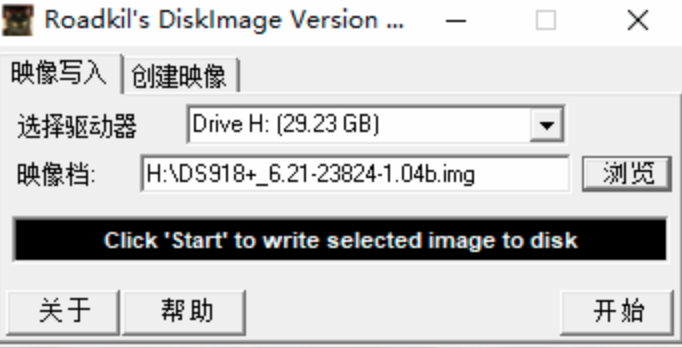 Roadkil's DiskImage Version ...
映像写入 创建映像
选择驱动器 Drive H: (29.23 GB)
映像档: H:\DS918+_6.21-23824-1.04b.img 浏览
Click 'Start' to write selected image to disk
关于 帮助 开始